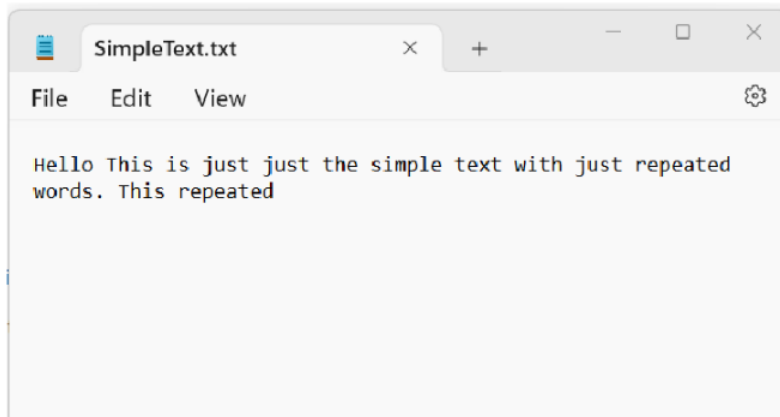 SimpleText.txt
File Edit View
Hello This is just just the simple text with just repeated
words. This repeated